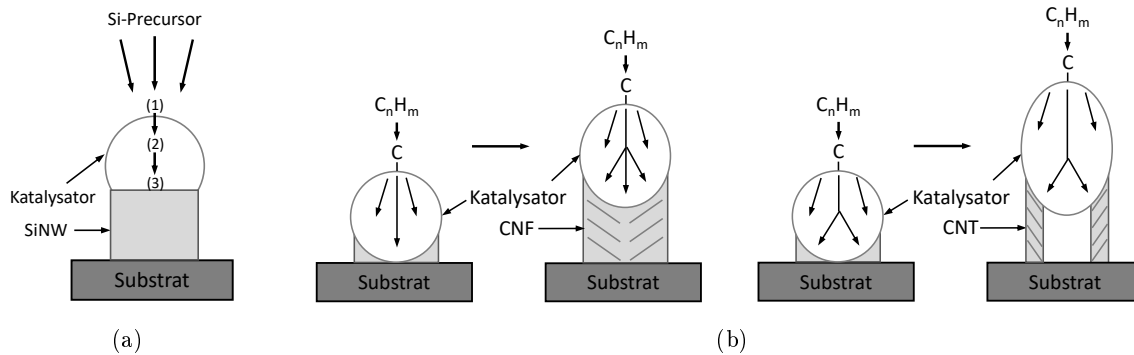 Si-Precursor
(1)
(2)
(3)
Katalysator
SiNW
Substrat
(a)
CₙHₘ
C
Substrat
CₙHₘ
C
Katalysator
CNF
Substrat
CₙHₘ
C
Substrat
CₙHₘ
C
Katalysator
CNT
Substrat
(b)